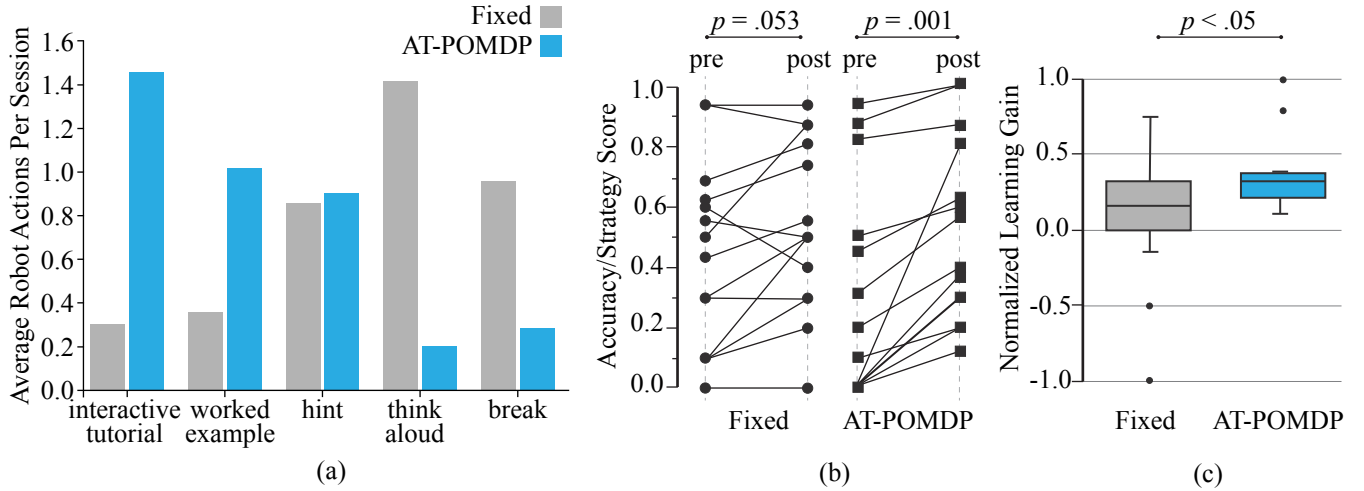 Fixed
AT-POMDP
Average Robot Actions Per Session
1.6
1.4
1.2
1.0
0.8
0.6
0.4
0.2
0.0
interactive
tutorial
worked
example
hint
think
aloud
break
(a)
p = .053
p = .001
pre
post
pre
post
Accuracy/Strategy Score
1.0
0.8
0.6
0.4
0.2
0.0
Fixed
AT-POMDP
(b)
p < .05
Normalized Learning Gain
1.0
0.5
0.0
-0.5
-1.0
Fixed
AT-POMDP
(c)